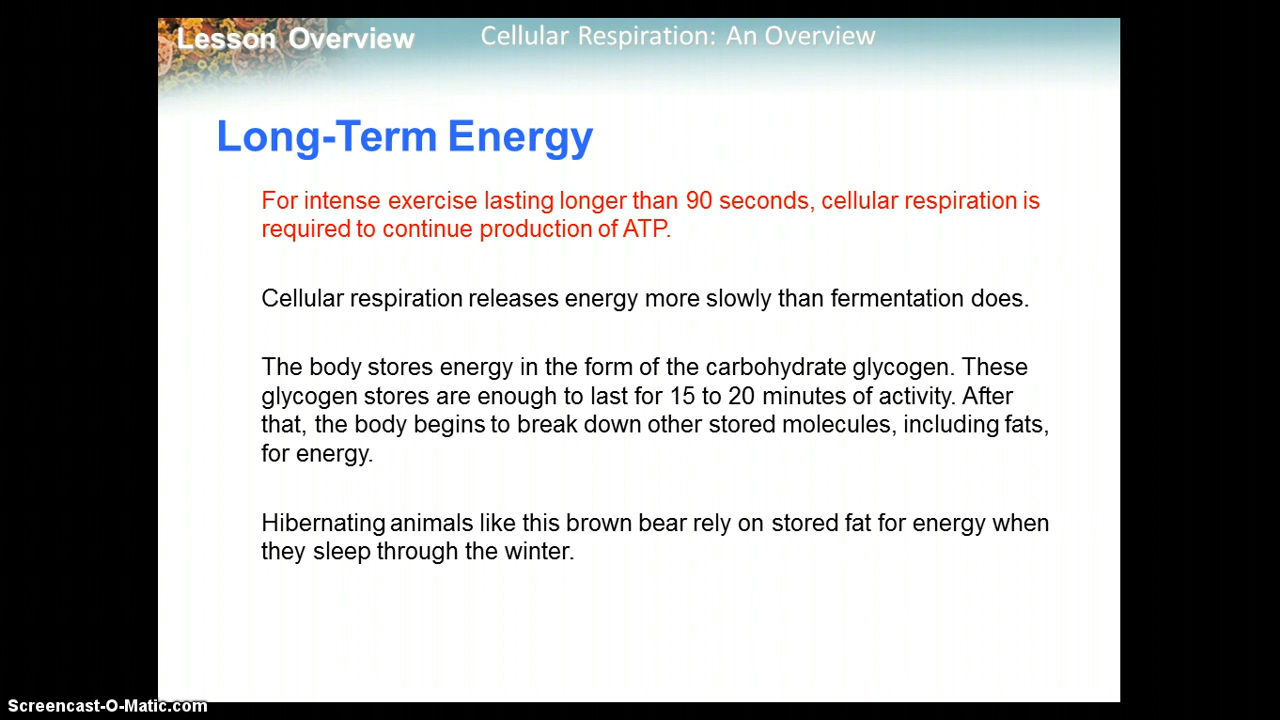 Lesson Overview
Cellular Respiration: An Overview
Long-Term Energy
For intense exercise lasting longer than 90 seconds, cellular respiration is
required to continue production of ATP.
Cellular respiration releases energy more slowly than fermentation does.
The body stores energy in the form of the carbohydrate glycogen. These
glycogen stores are enough to last for 15 to 20 minutes of activity. After
that, the body begins to break down other stored molecules, including fats,
for energy.
Hibernating animals like this brown bear rely on stored fat for energy when
they sleep through the winter.
Screencast-O-Matic.com